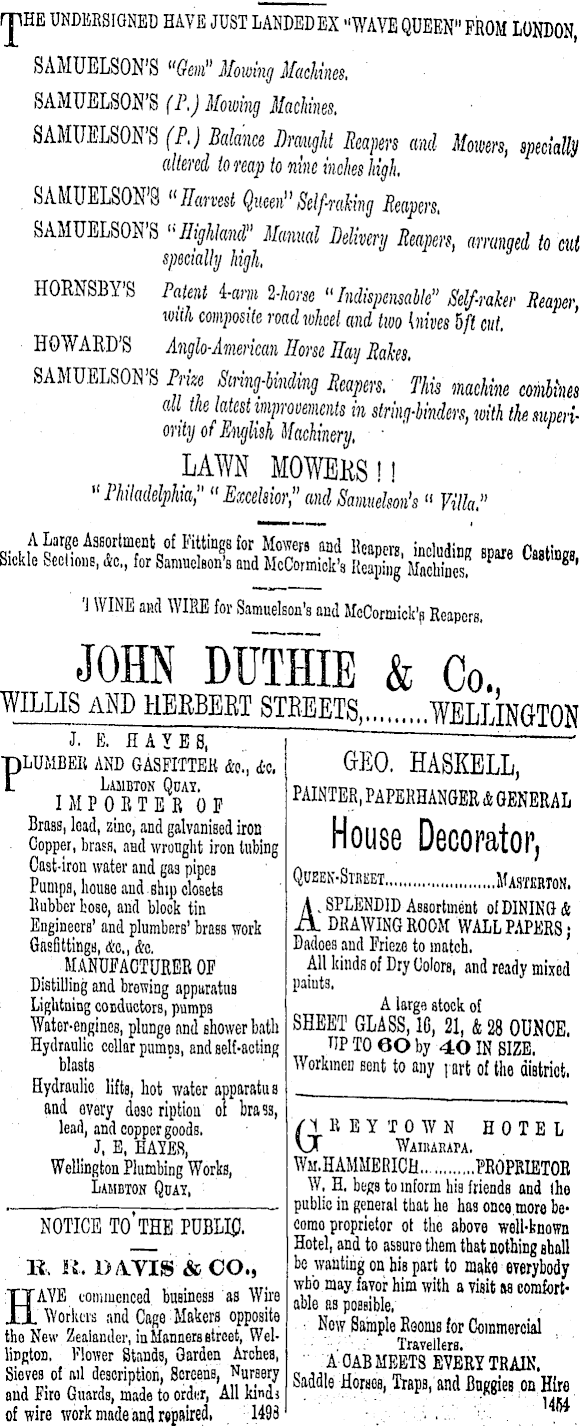 THE UNDERSIGNED HAVE JUST LANDED EX "WAVE QUEEN" FROM LONDON,
SAMUELSON'S "Gem" Mowing Machines.
SAMUELSON'S (P.) Mowing Machines.
SAMUELSON'S (P.) Balance Draught Reapers and Mowers, specially
altered to reap to nine inches high.
SAMUELSON'S "Harvest Queen" Self-raking Reapers.
SAMUELSON'S "Highland" Manual Delivery Reapers, arranged to cut
specially high.
HORNSBY'S Patent 4-arm 2-horse "Indispensable" Self-raker Reaper,
with composite road wheel and two knives 5ft cut.
HOWARD'S Anglo-American Horse Hay Rakes.
SAMUELSON'S Prize String-binding Reapers. This machine combines
all the latest improvements in string-binders, with the superi-
ority of English Machinery.
LAWN MOWERS!!
"Philadelphia," "Excelsior," and Samuelson's "Villa."
A Large Assortment of Fittings for Mowers and Reapers, including spare Castings,
Sickle Sections, &c., for Samuelson's and McCormick's Reaping Machines.
TWINE and WIRE for Samuelson's and McCormick's Reapers.
JOHN DUTHIE & Co.,
WILLIS AND HERBERT STREETS,.........WELLINGTON
J. E. HAYES,
PLUMBER AND GASFITTER &c., &c.
LAMBTON QUAY.
IMPORTER OF
Brass, lead, zinc, and galvanised iron
Copper, brass, and wrought iron tubing
Cast-iron water and gas pipes
Pumps, house and ship closets
Rubber hose, and block tin
Engineers' and plumbers' brass work
Gasfittings, &c., &c.
MANUFACTURER OF
Distilling and brewing apparatus
Lightning conductors, pumps
Water-engines, plunge and shower bath
Hydraulic cellar pumps, and self-acting
blasts
Hydraulic lifts, hot water apparatus
and every desc ription of brass,
lead, and copper goods.
J. E, HAYES,
Wellington Plumbing Works,
LAMBTON QUAY,
NOTICE TO THE PUBLIC.
R. R. DAVIS & CO.,
HAVE commenced business as Wire
Workers and Cage Makers opposite
the New Zealander, in Manners street, Wel-
lington. Flower Stands, Garden Arches,
Sieves of all description, Screens, Nursery
and Fire Guards, made to order, All kinds
of wire work made and repaired. 1493
GEO. HASKELL,
PAINTER, PAPERHANGER & GENERAL
House Decorator,
QUEEN-STREET........................MASTERTON.
A SPLENDID Assortment of DINING &
DRAWING ROOM WALL PAPERS;
Dadoes and Frieze to match.
All kinds of Dry Colors, and ready mixed
paints.
A large stock of
SHEET GLASS, 16, 21, & 28 OUNCE.
UP TO 60 by 40 IN SIZE.
Workmen sent to any part of the district.
GREYTOWN HOTEL
WAIRARAPA.
WM. HAMMERICH...........PROPRIETOR
W. H. begs to inform his friends and the
public in general that he has once more be-
come proprietor of the above well-known
Hotel, and to assure them that nothing shall
be wanting on his part to make everybody
who may favor him with a visit as comfort-
able as possible.
New Sample Rooms for Commercial
Travellers.
A CAB MEETS EVERY TRAIN.
Saddle Horses, Traps, and Buggies on Hire
1454